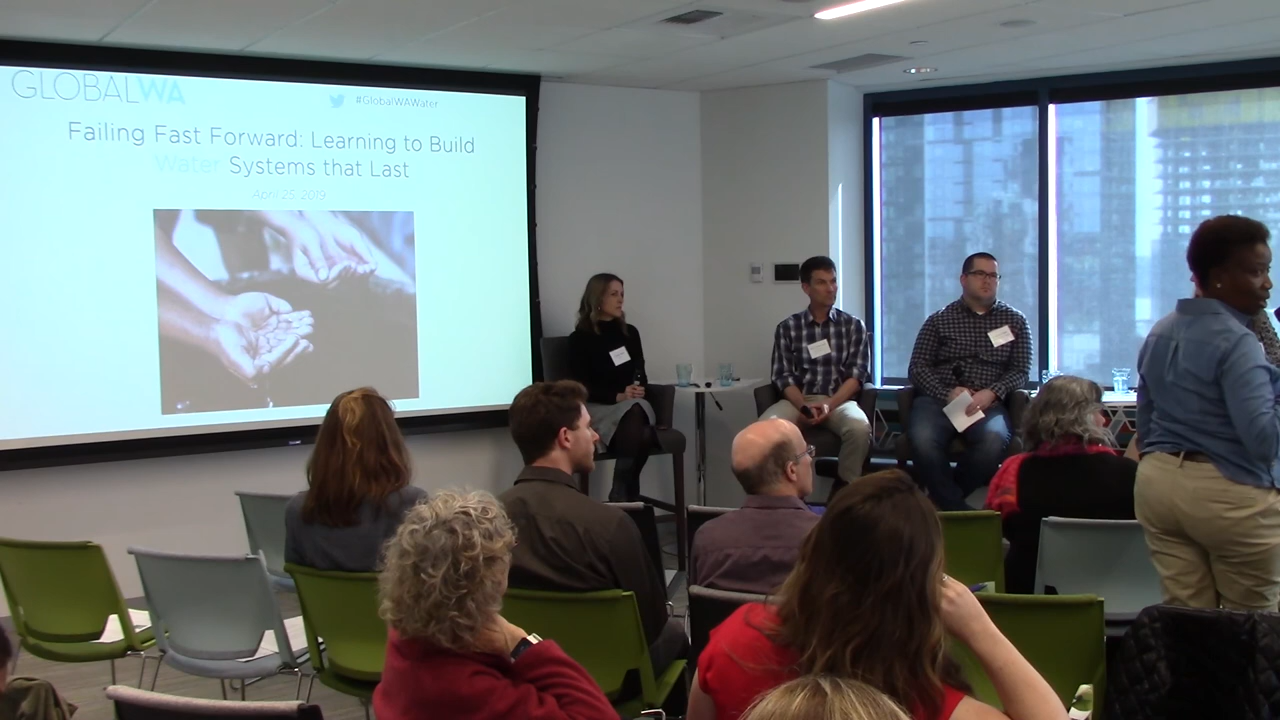 GLOBALWA
#GlobalWAWater
Failing Fast Forward: Learning to Build
Water Systems that Last
April 25, 2019